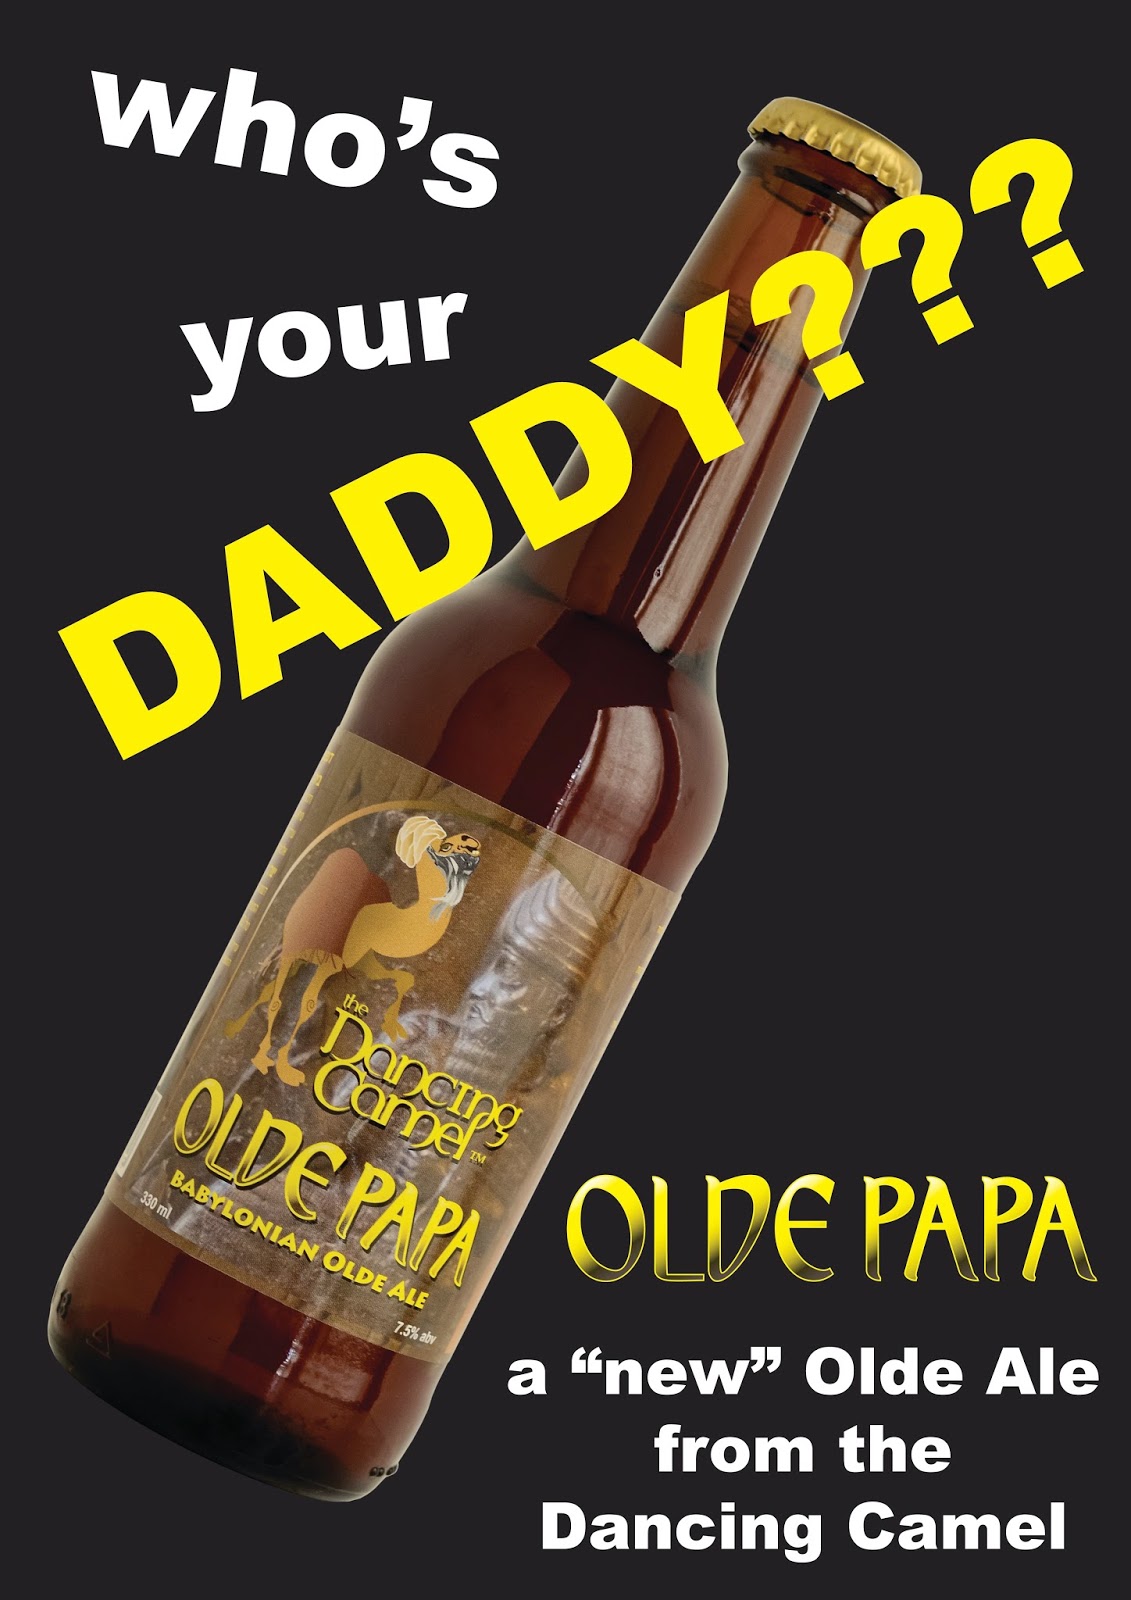 who's
your
DADDY???
the
Dancing
Camel™
OLDE PAPA
BABYLONIAN OLDE ALE
330 ml
7.5% abv
OLDE PAPA
a “new” Olde Ale
from the
Dancing Camel